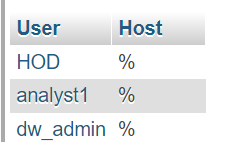 User Host
HOD %
analyst1 %
dw_admin %